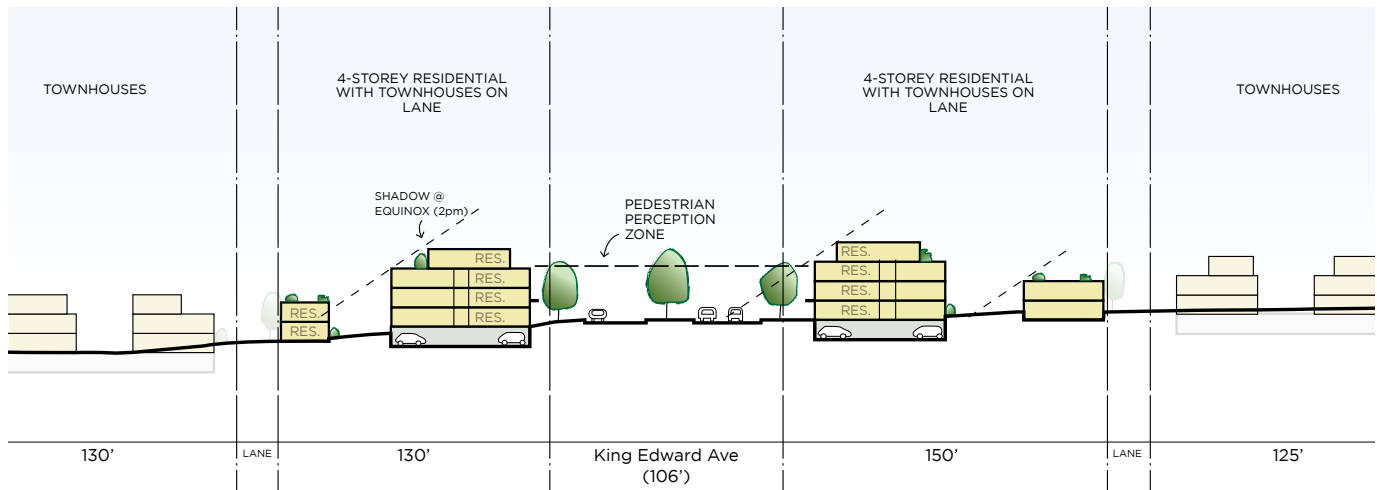 TOWNHOUSES
4-STOREY RESIDENTIAL
WITH TOWNHOUSES ON
LANE
4-STOREY RESIDENTIAL
WITH TOWNHOUSES ON
LANE
TOWNHOUSES
SHADOW @
EQUINOX (2pm)
PEDESTRIAN
PERCEPTION
ZONE
RES.
RES.
RES.
RES.
RES.
RES.
RES.
RES.
RES.
RES.
130’
LANE
130’
King Edward Ave
(106’)
150’
LANE
125’